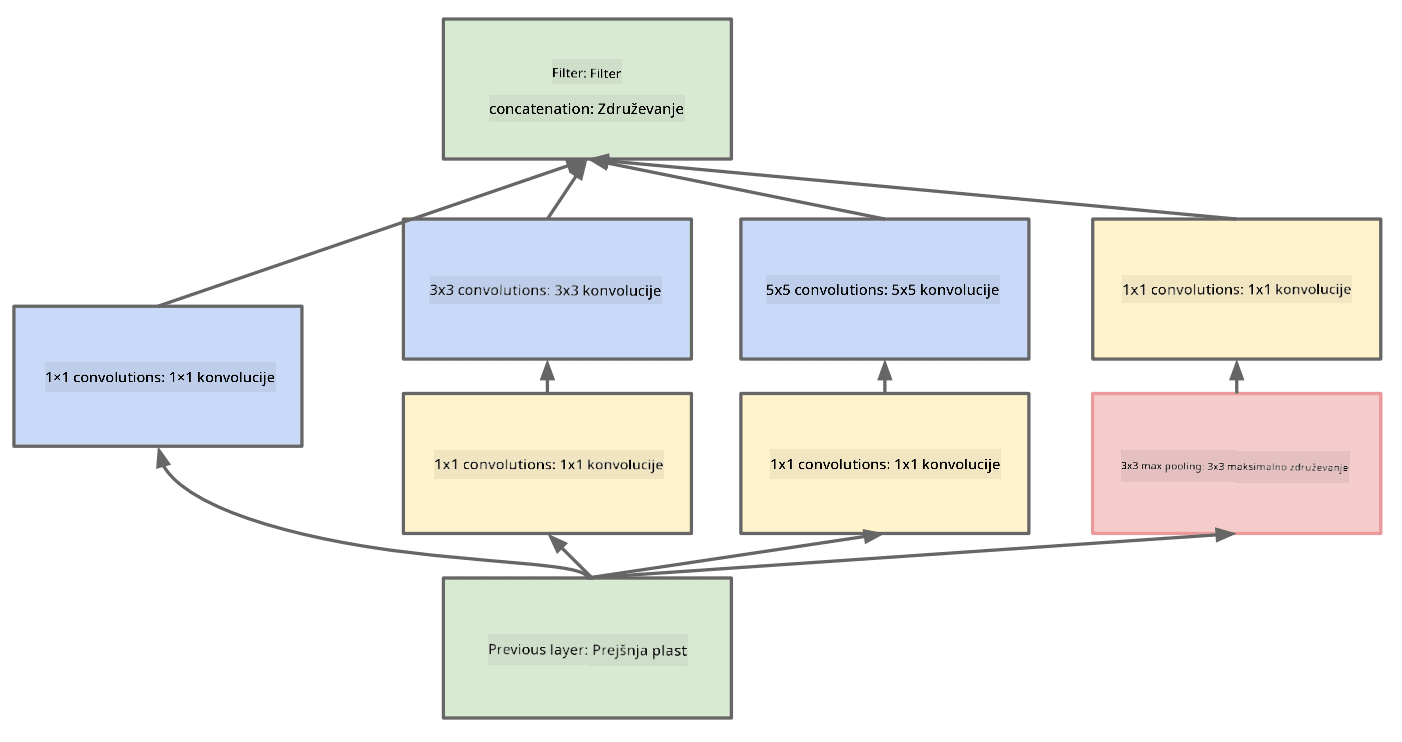 Filter: Filter
concatenation: Združevanje
3x3 convolutions: 3x3 konvolucije
5x5 convolutions: 5x5 konvolucije
1x1 convolutions: 1x1 konvolucije
1×1 convolutions: 1×1 konvolucije
1x1 convolutions: 1x1 konvolucije
1x1 convolutions: 1x1 konvolucije
3x3 max pooling: 3x3 maksimalno združevanje
Previous layer: Prejšnja plast